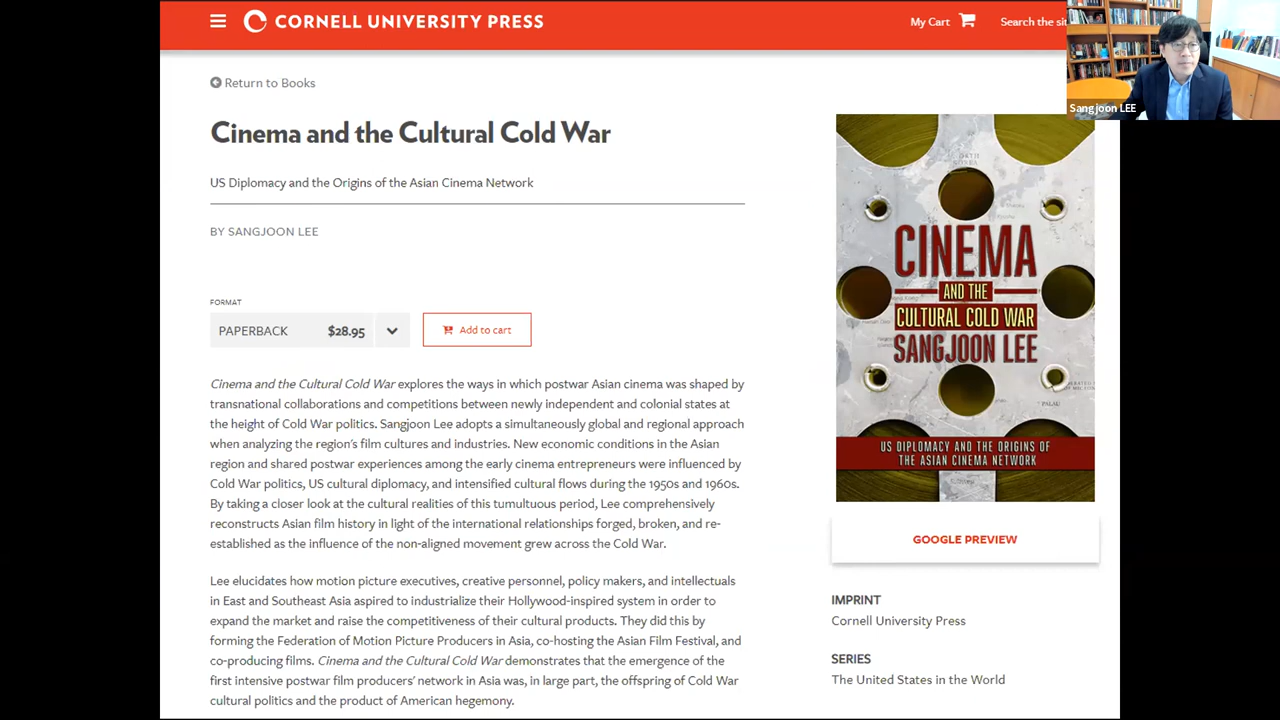 CORNELL UNIVERSITY PRESS
My Cart
Search the sit
Sangjoon LEE
Return to Books
Cinema and the Cultural Cold War
US Diplomacy and the Origins of the Asian Cinema Network
BY SANGJOON LEE
FORMAT
PAPERBACK $28.95
Add to cart
Cinema and the Cultural Cold War explores the ways in which postwar Asian cinema was shaped by
transnational collaborations and competitions between newly independent and colonial states at
the height of Cold War politics. Sangjoon Lee adopts a simultaneously global and regional approach
when analyzing the region's film cultures and industries. New economic conditions in the Asian
region and shared postwar experiences among the early cinema entrepreneurs were influenced by
Cold War politics, US cultural diplomacy, and intensified cultural flows during the 1950s and 1960s.
By taking a closer look at the cultural realities of this tumultuous period, Lee comprehensively
reconstructs Asian film history in light of the international relationships forged, broken, and re-
established as the influence of the non-aligned movement grew across the Cold War.
Lee elucidates how motion picture executives, creative personnel, policy makers, and intellectuals
in East and Southeast Asia aspired to industrialize their Hollywood-inspired system in order to
expand the market and raise the competitiveness of their cultural products. They did this by
forming the Federation of Motion Picture Producers in Asia, co-hosting the Asian Film Festival, and
co-producing films. Cinema and the Cultural Cold War demonstrates that the emergence of the
first intensive postwar film producers' network in Asia was, in large part, the offspring of Cold War
cultural politics and the product of American hegemony.
CINEMA
AND THE
CULTURAL COLD WAR
SANGJOON LEE
PALAU
US DIPLOMACY AND THE ORIGINS OF
THE ASIAN CINEMA NETWORK
GOOGLE PREVIEW
IMPRINT
Cornell University Press
SERIES
The United States in the World